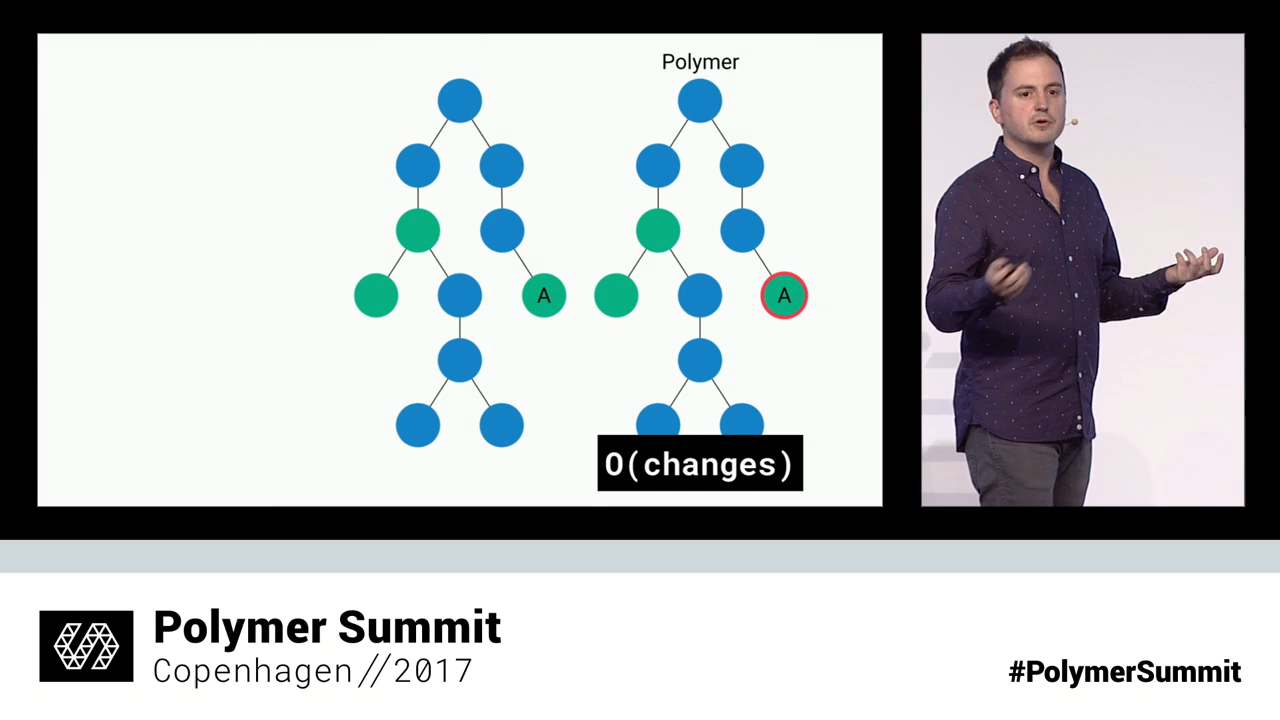 Polymer
A
A
O(changes)
Polymer Summit
Copenhagen//2017
#PolymerSummit